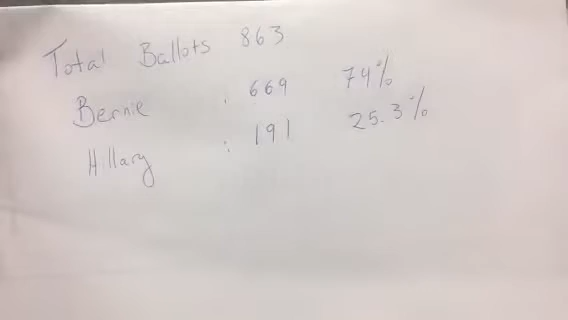 Total Ballots 863
Bernie : 669 74%
Hillary : 191 25.3%